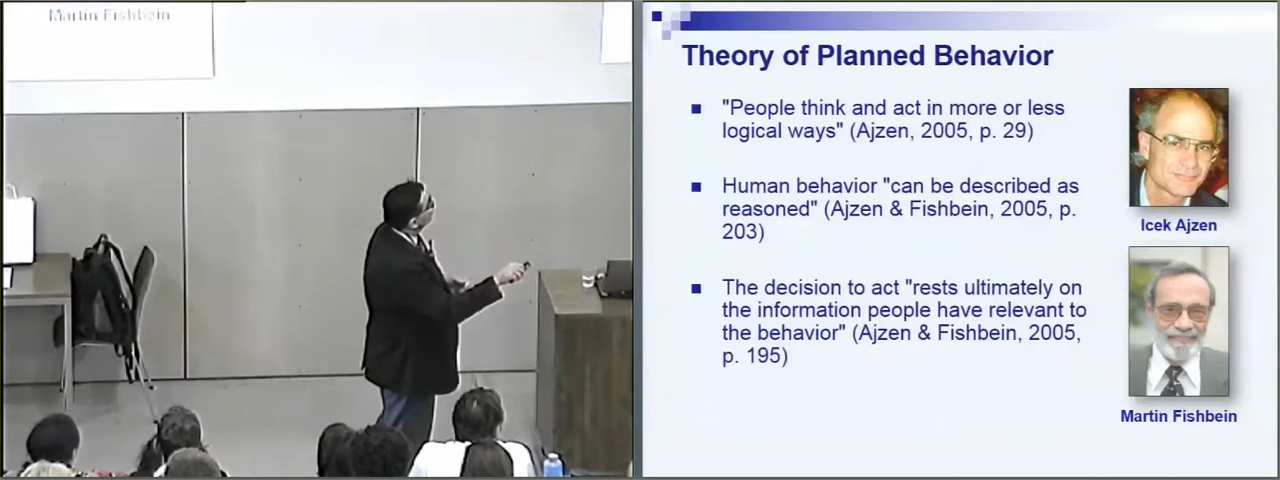 Martin Fishbein
Theory of Planned Behavior
"People think and act in more or less
logical ways" (Ajzen, 2005, p. 29)
Human behavior "can be described as
reasoned" (Ajzen & Fishbein, 2005, p.
203)
The decision to act "rests ultimately on
the information people have relevant to
the behavior" (Ajzen & Fishbein, 2005,
p. 195)
Icek Ajzen
Martin Fishbein